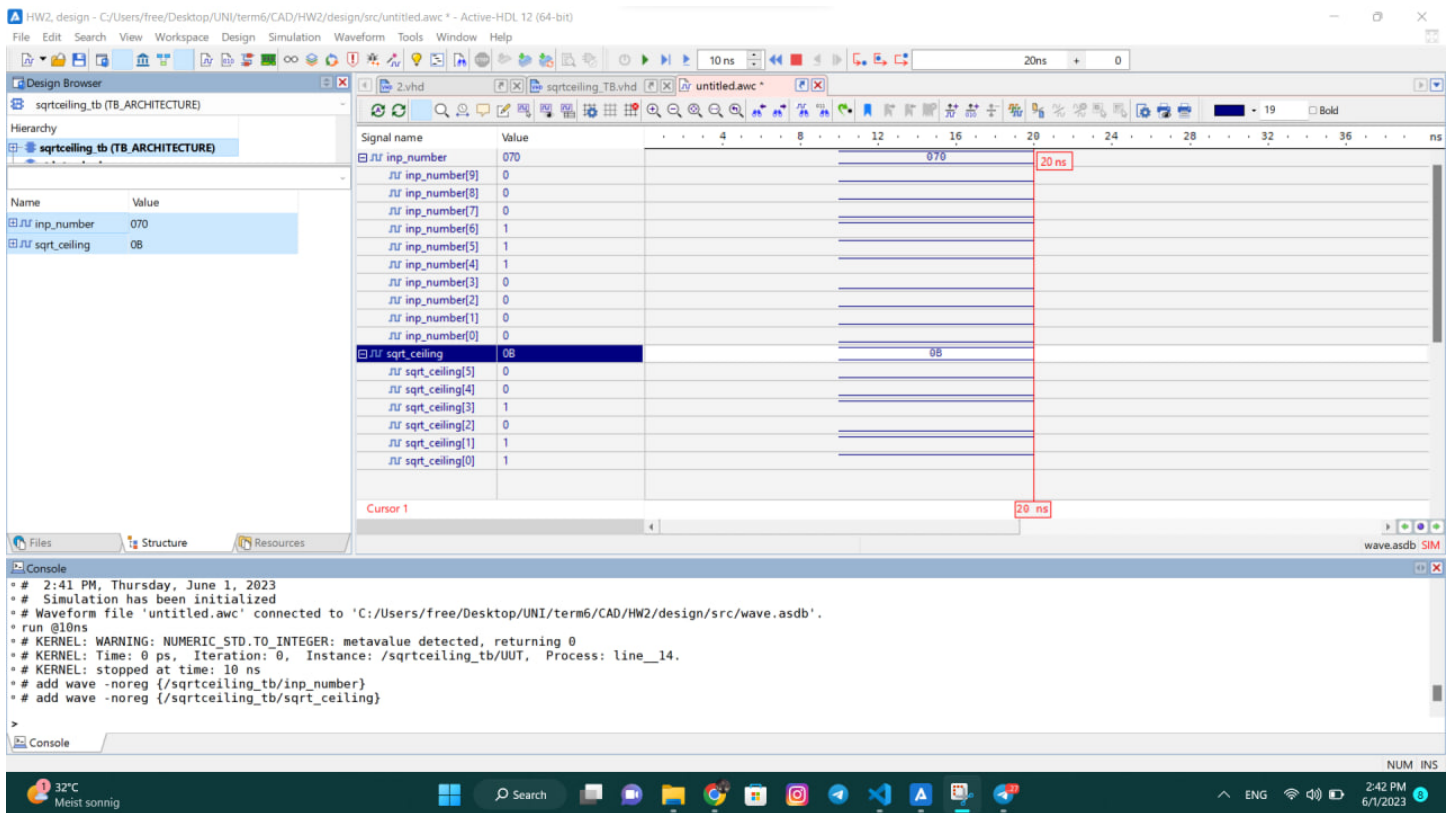 HW2, design - C:/Users/free/Desktop/UNI/term6/CAD/HW2/design/src/untitled.awc * - Active-HDL 12 (64-bit)
File Edit Search View Workspace Design Simulation Waveform Tools Window Help
10 ns 20ns + 0
Design Browser
2.vhd sqrtceiling_TB.vhd untitled.awc *
sqrtceiling_tb (TB_ARCHITECTURE)
19 Bold
Hierarchy
sqrtceiling_tb (TB_ARCHITECTURE)
Name Value
inp_number 070
sqrt_ceiling 0B
Signal name Value 4 8 12 16 20 24 28 32 36 ns
inp_number 070 070 20 ns
inp_number[9] 0
inp_number[8] 0
inp_number[7] 0
inp_number[6] 1
inp_number[5] 1
inp_number[4] 1
inp_number[3] 0
inp_number[2] 0
inp_number[1] 0
inp_number[0] 0
sqrt_ceiling 0B 0B
sqrt_ceiling[5] 0
sqrt_ceiling[4] 0
sqrt_ceiling[3] 1
sqrt_ceiling[2] 0
sqrt_ceiling[1] 1
sqrt_ceiling[0] 1
Cursor 1 20 ns
Files Structure Resources
wave.asdb SIM
Console
# 2:41 PM, Thursday, June 1, 2023
# Simulation has been initialized
# Waveform file 'untitled.awc' connected to 'C:/Users/free/Desktop/UNI/term6/CAD/HW2/design/src/wave.asdb'.
run @10ns
# KERNEL: WARNING: NUMERIC_STD.TO_INTEGER: metavalue detected, returning 0
# KERNEL: Time: 0 ps, Iteration: 0, Instance: /sqrtceiling_tb/UUT, Process: line__14.
# KERNEL: stopped at time: 10 ns
# add wave -noreg {/sqrtceiling_tb/inp_number}
# add wave -noreg {/sqrtceiling_tb/sqrt_ceiling}
>
Console
NUM INS
1 32°C
Meist sonnig
Search
27
ENG
2:42 PM
6/1/2023
8